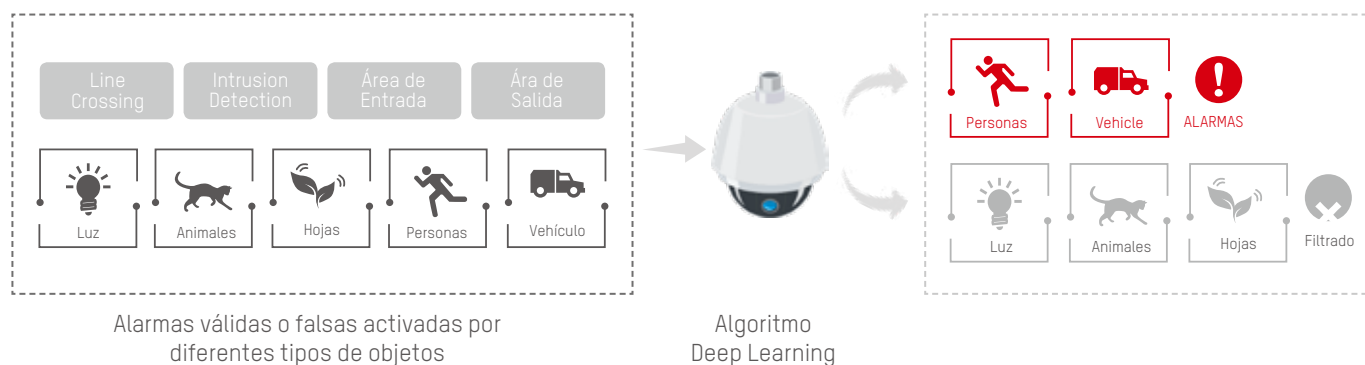 Line
Crossing
Intrusion
Detection
Área de
Entrada
Ára de
Salida
Luz
Animales
Hojas
Personas
Vehículo
Alarmas válidas o falsas activadas por
diferentes tipos de objetos
Algoritmo
Deep Learning
Personas
Vehicle
ALARMAS
Luz
Animales
Hojas
Filtrado